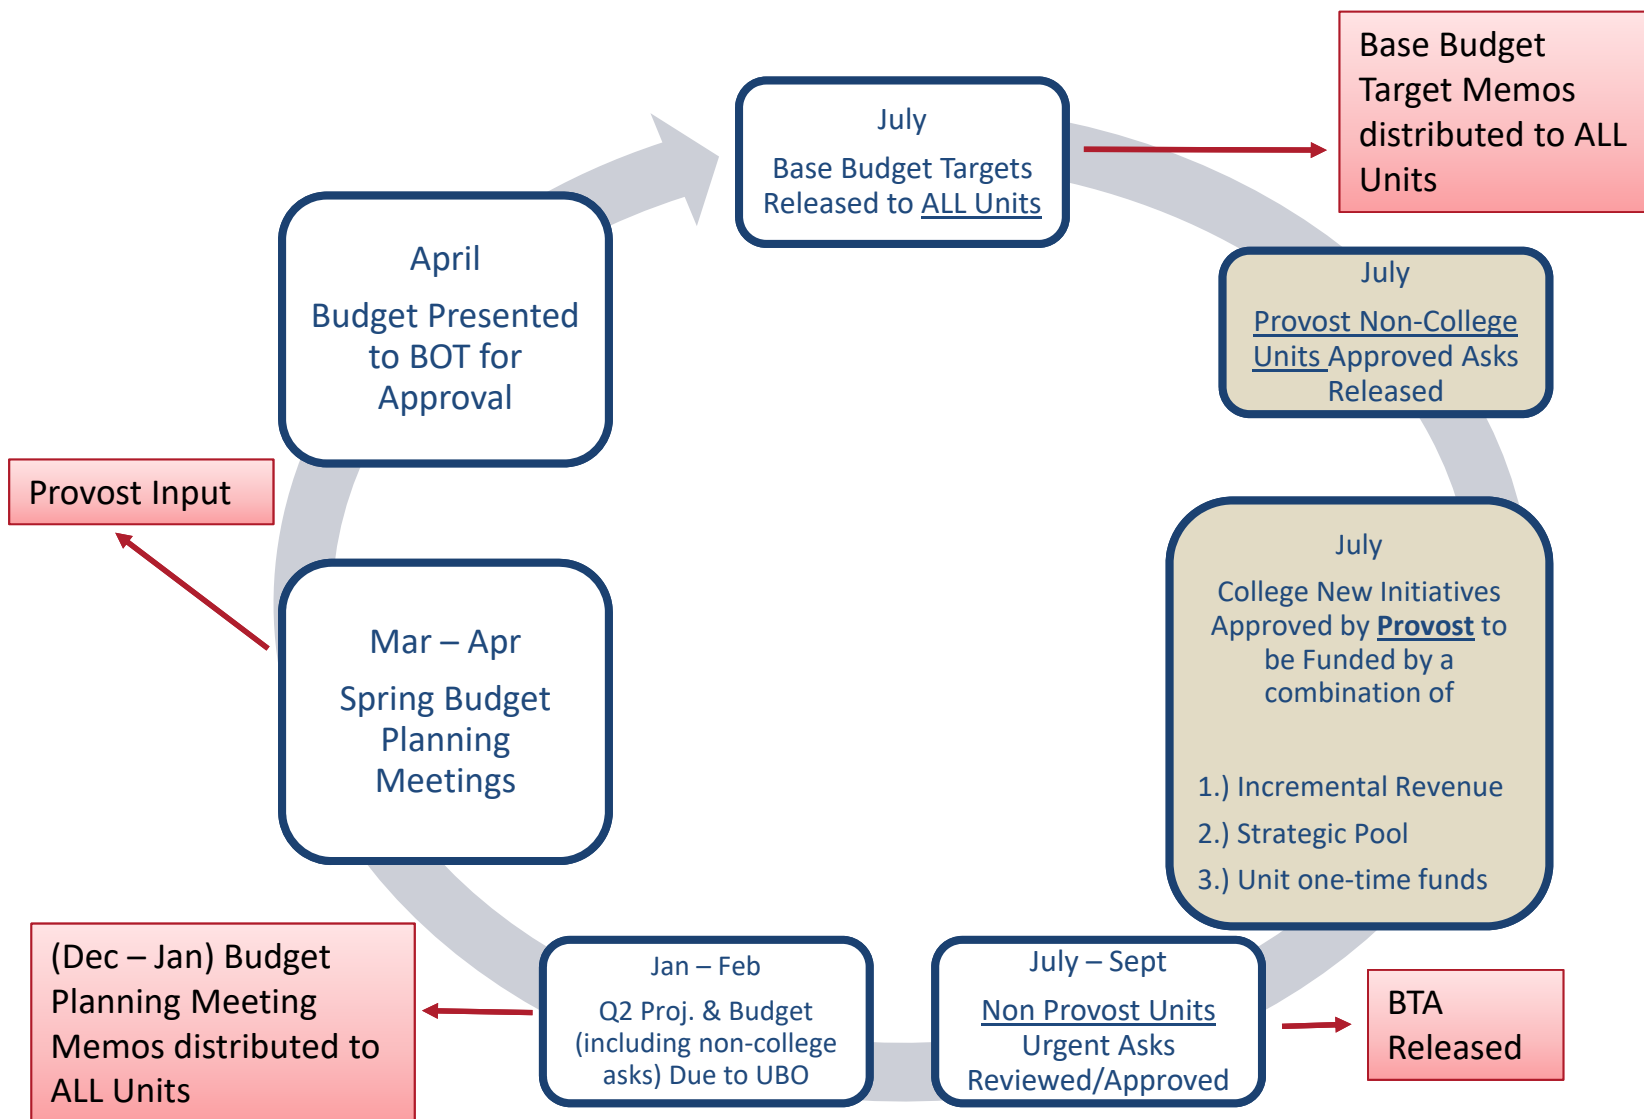 July
Base Budget Targets
Released to ALL Units
Base Budget
Target Memos
distributed to ALL
Units
July
Provost Non-College
Units Approved Asks
Released
July
College New Initiatives
Approved by Provost to
be Funded by a
combination of
1.) Incremental Revenue
2.) Strategic Pool
3.) Unit one-time funds
July – Sept
Non Provost Units
Urgent Asks
Reviewed/Approved
BTA
Released
Jan – Feb
Q2 Proj. & Budget
(including non-college
asks) Due to UBO
(Dec – Jan) Budget
Planning Meeting
Memos distributed to
ALL Units
Mar – Apr
Spring Budget
Planning
Meetings
Provost Input
April
Budget Presented
to BOT for
Approval